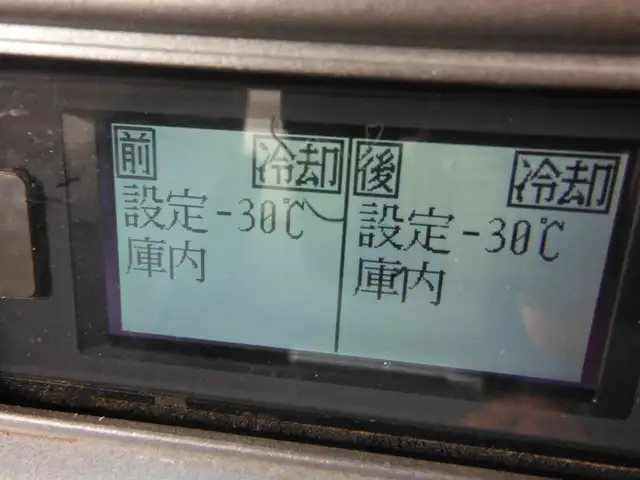 前 冷却
設定 -30℃
庫内
後 冷却
設定 -30℃
庫内